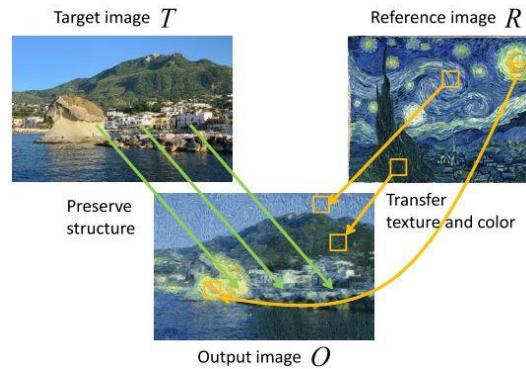 Target image T
Reference image R
Preserve
structure
Transfer
texture and color
Output image O